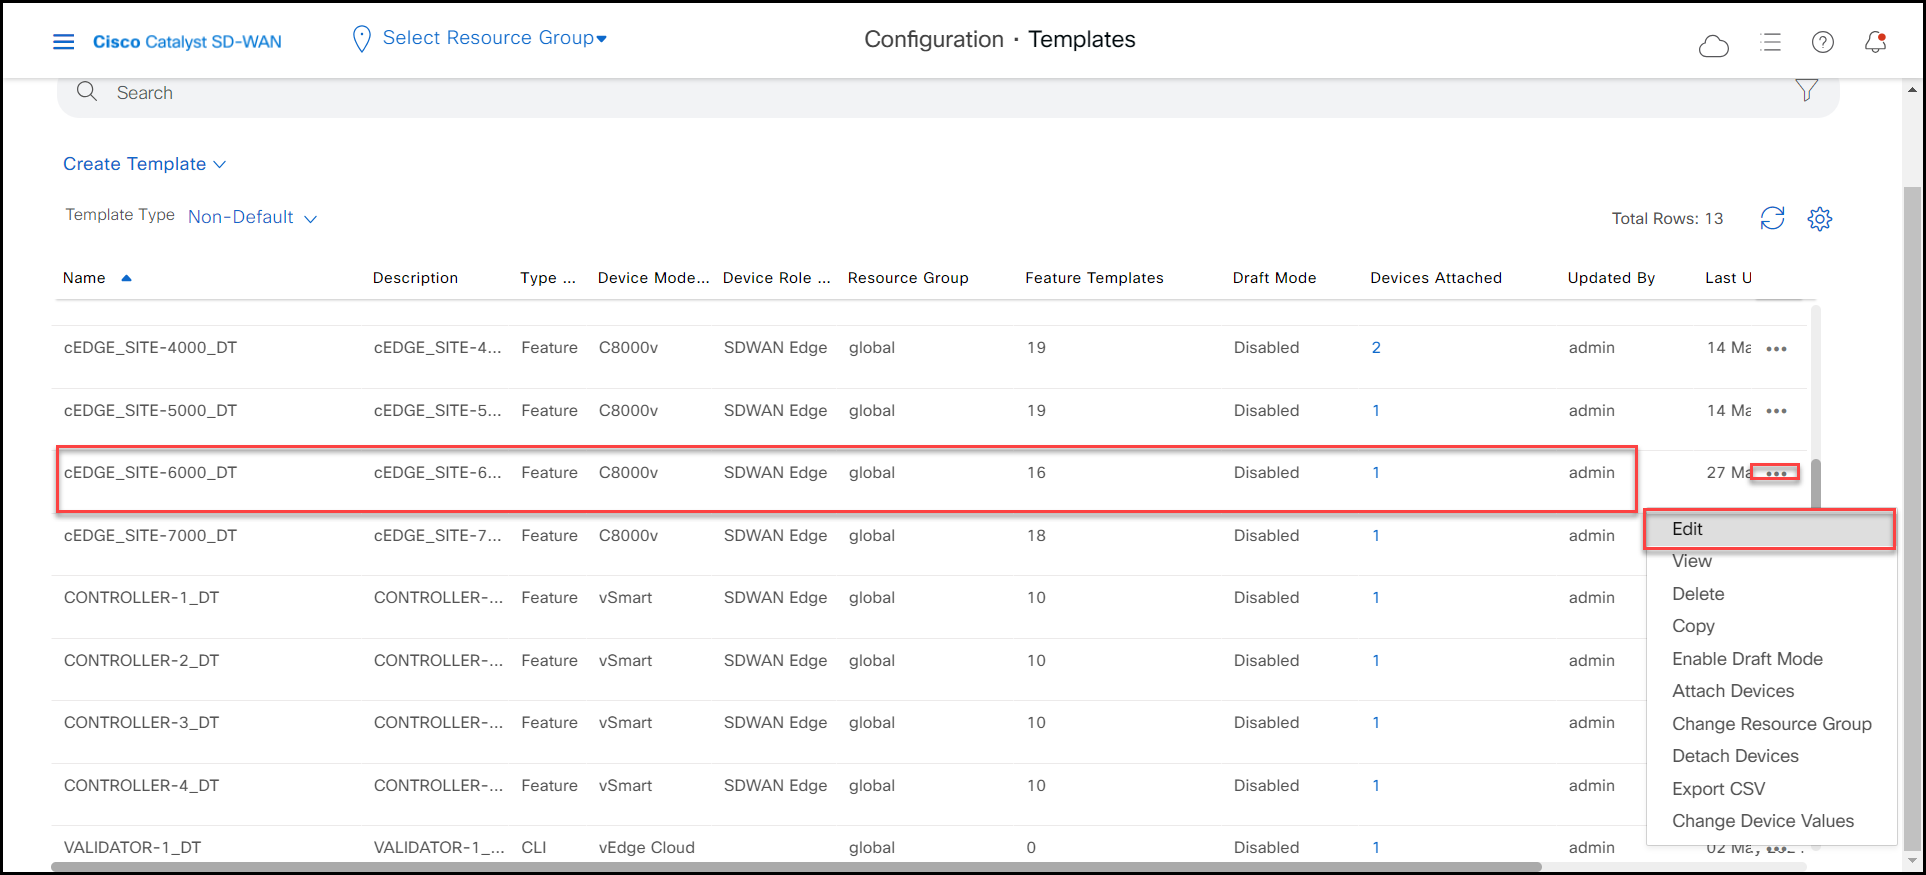 Cisco Catalyst SD-WAN
Select Resource Group
Configuration · Templates
Search
Create Template
Template Type Non-Default
Total Rows: 13
Name Description Type ... Device Mode... Device Role ... Resource Group Feature Templates Draft Mode Devices Attached Updated By Last U
cEDGE_SITE-4000_DT cEDGE_SITE-4... Feature C8000v SDWAN Edge global 19 Disabled 2 admin 14 Ma
cEDGE_SITE-5000_DT cEDGE_SITE-5... Feature C8000v SDWAN Edge global 19 Disabled 1 admin 14 Ma
cEDGE_SITE-6000_DT cEDGE_SITE-6... Feature C8000v SDWAN Edge global 16 Disabled 1 admin 27 Ma
cEDGE_SITE-7000_DT cEDGE_SITE-7... Feature C8000v SDWAN Edge global 18 Disabled 1 admin
CONTROLLER-1_DT CONTROLLER-... Feature vSmart SDWAN Edge global 10 Disabled 1 admin
CONTROLLER-2_DT CONTROLLER-... Feature vSmart SDWAN Edge global 10 Disabled 1 admin
CONTROLLER-3_DT CONTROLLER-... Feature vSmart SDWAN Edge global 10 Disabled 1 admin
CONTROLLER-4_DT CONTROLLER-... Feature vSmart SDWAN Edge global 10 Disabled 1 admin
VALIDATOR-1_DT VALIDATOR-1_... CLI vEdge Cloud global 0 Disabled 1 admin 02 May
Edit
View
Delete
Copy
Enable Draft Mode
Attach Devices
Change Resource Group
Detach Devices
Export CSV
Change Device Values